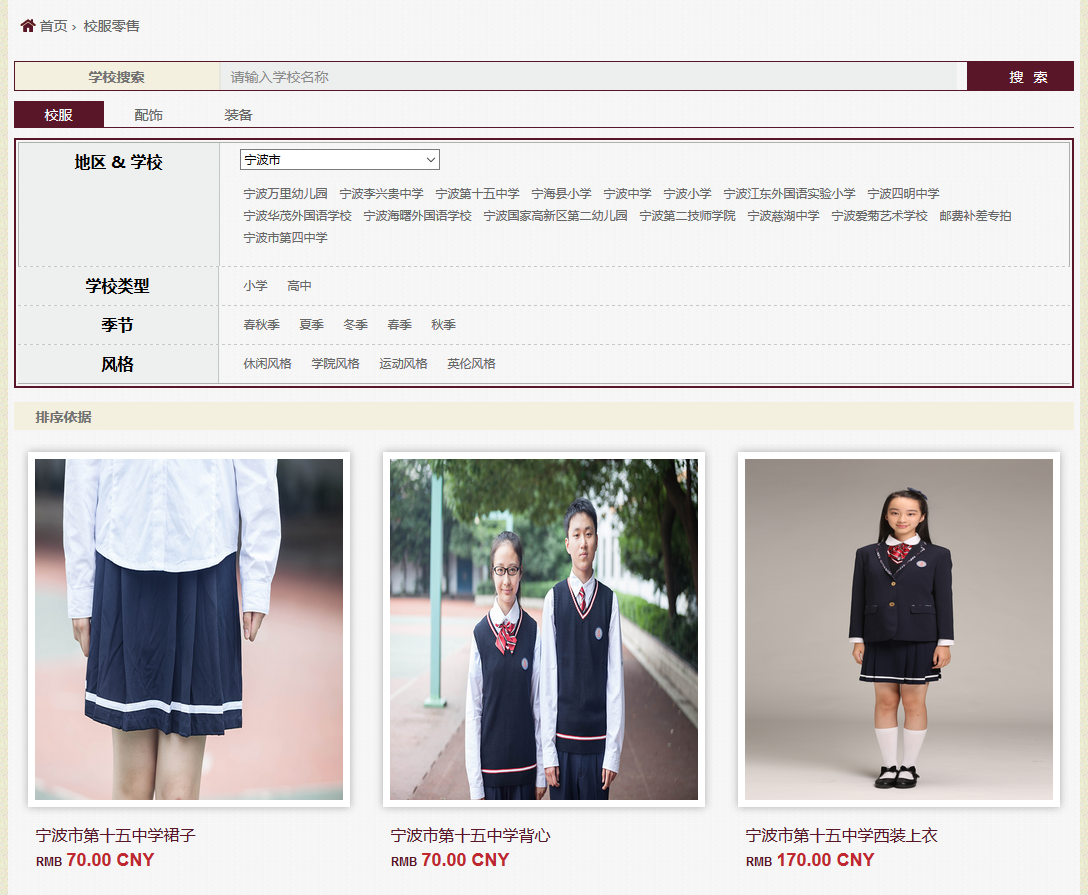 首页 › 校服零售
学校搜索 请输入学校名称 搜 索
校服 配饰 装备
地区 & 学校 宁波市
宁波万里幼儿园 宁波李兴贵中学 宁波第十五中学 宁海县小学 宁波中学 宁波小学 宁波江东外国语实验小学 宁波四明中学
宁波华茂外国语学校 宁波海曙外国语学校 宁波国家高新区第二幼儿园 宁波第二技师学院 宁波慈湖中学 宁波爱菊艺术学校 邮费补差专拍
宁波市第四中学
学校类型 小学 高中
季节 春秋季 夏季 冬季 春季 秋季
风格 休闲风格 学院风格 运动风格 英伦风格
排序依据
宁波市第十五中学裙子 宁波市第十五中学背心 宁波市第十五中学西装上衣
RMB 70.00 CNY RMB 70.00 CNY RMB 170.00 CNY